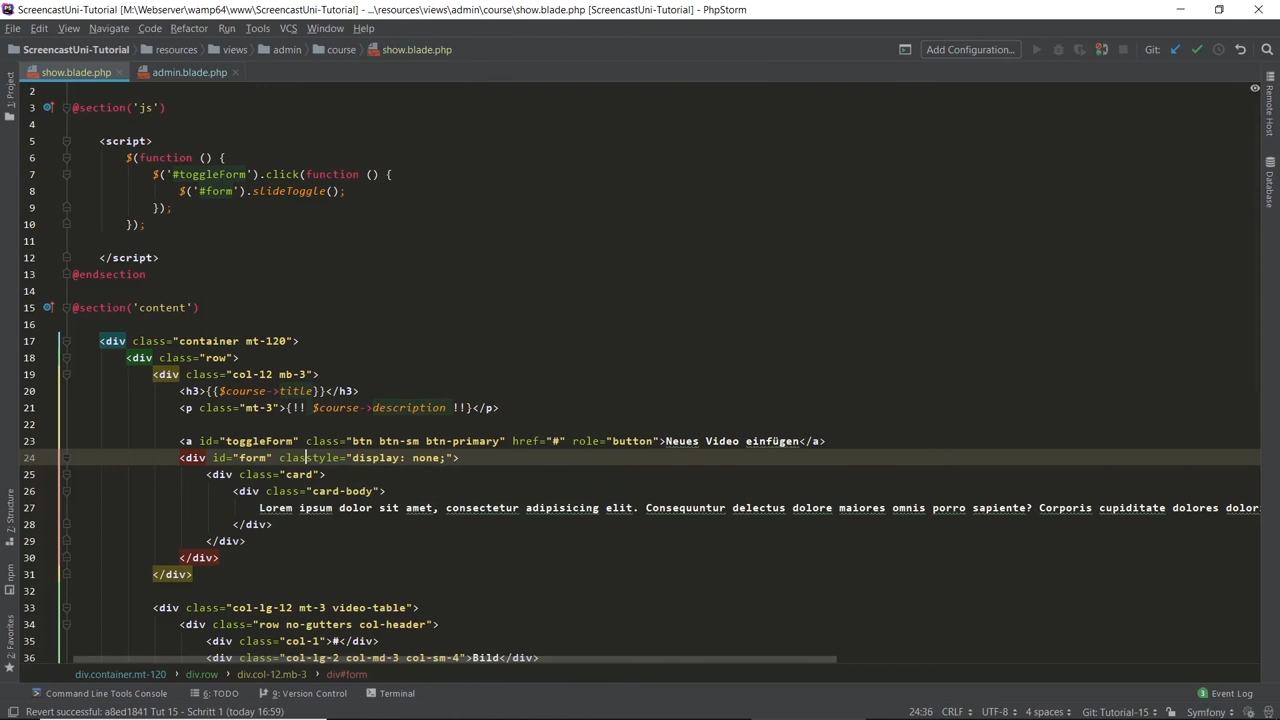 ScreencastUni-Tutorial [M:\Webserver\wamp64\www\ScreencastUni-Tutorial] - ...\resources\views\admin\course\show.blade.php [ScreencastUni-Tutorial] - PhpStorm
File Edit View Navigate Code Refactor Run Tools VCS Window Help
ScreencastUni-Tutorial resources views admin course show.blade.php Add Configuration... Git:
show.blade.php admin.blade.php
1: Project
Remote Host
Database
Z: Structure
npm
2: Favorites
2
3 @section('js')
4
5 <script>
6 $(function () {
7 $('#toggleForm').click(function () {
8 $('#form').slideToggle();
9 });
10 });
11
12 </script>
13 @endsection
14
15 @section('content')
16
17 <div class="container mt-120">
18 <div class="row">
19 <div class="col-12 mb-3">
20 <h3>{{$course->title}}</h3>
21 <p class="mt-3">{!! $course->description !!}</p>
22
23 <a id="toggleForm" class="btn btn-sm btn-primary" href="#" role="button">Neues Video einfügen</a>
24 <div id="form" classtyle="display: none;">
25 <div class="card">
26 <div class="card-body">
27 Lorem ipsum dolor sit amet, consectetur adipisicing elit. Consequuntur delectus dolore maiores omnis porro sapiente? Corporis cupiditate dolores dolor
28 </div>
29 </div>
30 </div>
31 </div>
32
33 <div class="col-lg-12 mt-3 video-table">
34 <div class="row no-gutters col-header">
35 <div class="col-1">#</div>
36 <div class="col-lg-2 col-md-3 col-sm-4">Bild</div>
div.container.mt-120 div.row div.col-12.mb-3 div#form
Command Line Tools Console 6: TODO 9: Version Control Terminal Event Log
Revert successful: a8ed1841 Tut 15 - Schritt 1 (today 16:59) 24:36 CRLF UTF-8 4 spaces Git: Tutorial-15 Symfony